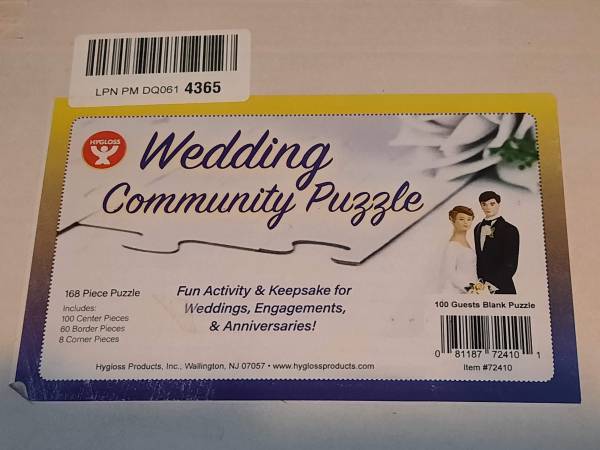 LPN PM DQ061 4365
HYGLOSS
Wedding
Community Puzzle
168 Piece Puzzle
Includes:
100 Center Pieces
60 Border Pieces
8 Corner Pieces
Fun Activity & Keepsake for
Weddings, Engagements,
& Anniversaries!
100 Guests Blank Puzzle
0 81187 72410 1
Item #72410
Hygloss Products, Inc., Wallington, NJ 07057 • www.hyglossproducts.com